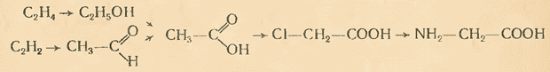 C₂H₄ → C₂H₅OH
O
CH₃—C
OH
→ Cl—CH₂—COOH → NH₂—CH₂—COOH
C₂H₂ → CH₃—C
O
H